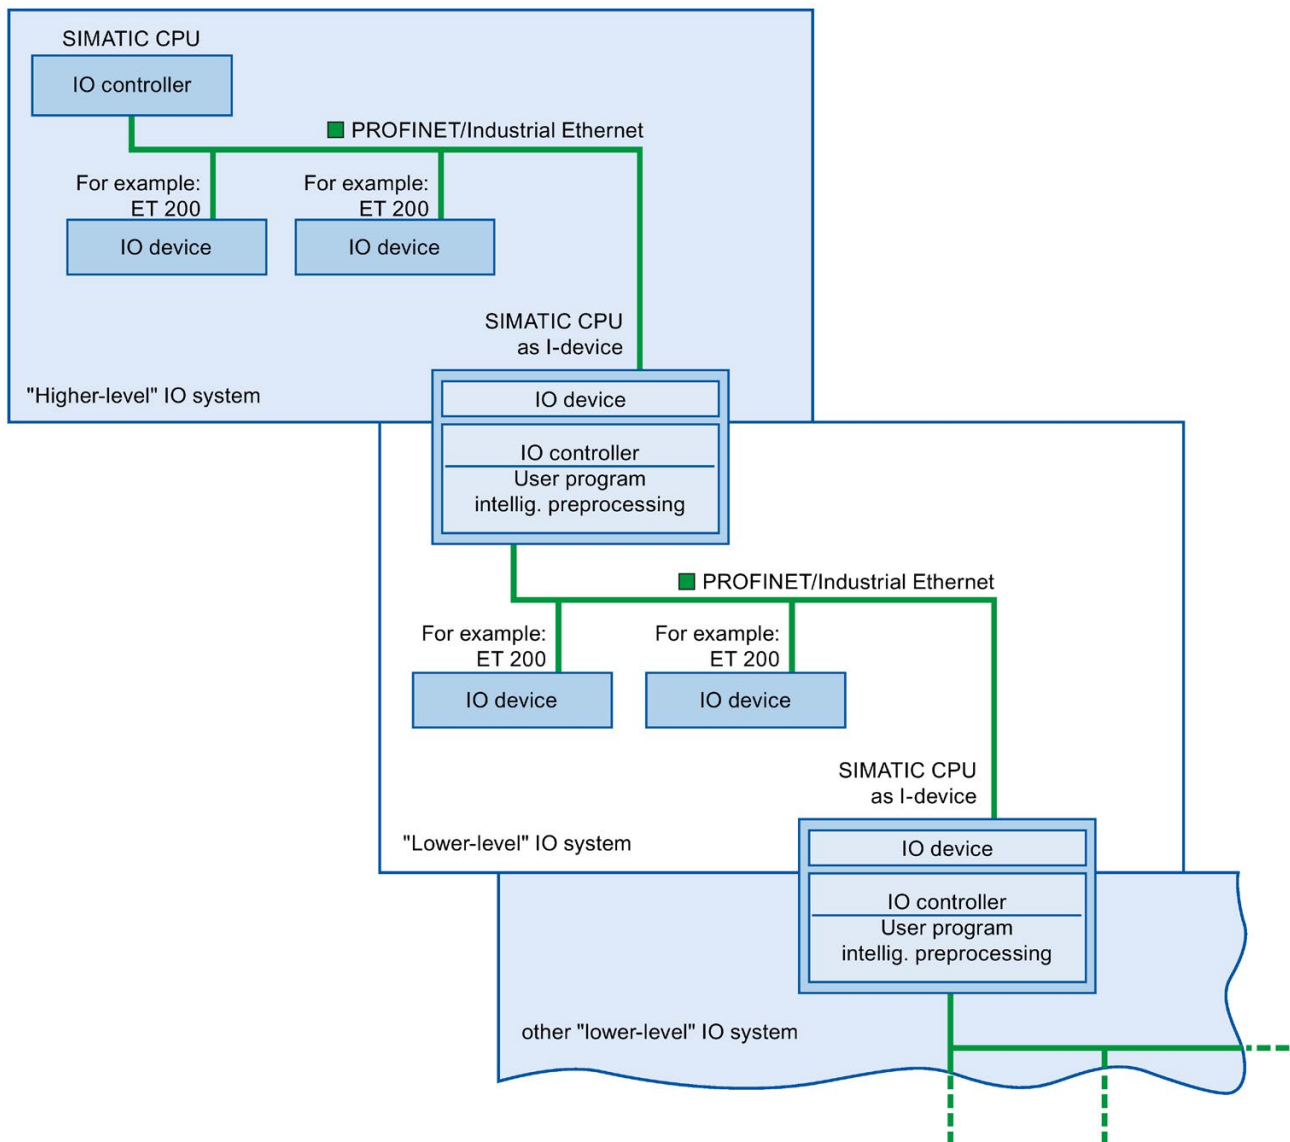 SIMATIC CPU
IO controller
PROFINET/Industrial Ethernet
For example:
ET 200
IO device
For example:
ET 200
IO device
SIMATIC CPU
as I-device
"Higher-level" IO system
IO device
IO controller
User program
intellig. preprocessing
PROFINET/Industrial Ethernet
For example:
ET 200
IO device
For example:
ET 200
IO device
SIMATIC CPU
as I-device
"Lower-level" IO system
IO device
IO controller
User program
intellig. preprocessing
other "lower-level" IO system